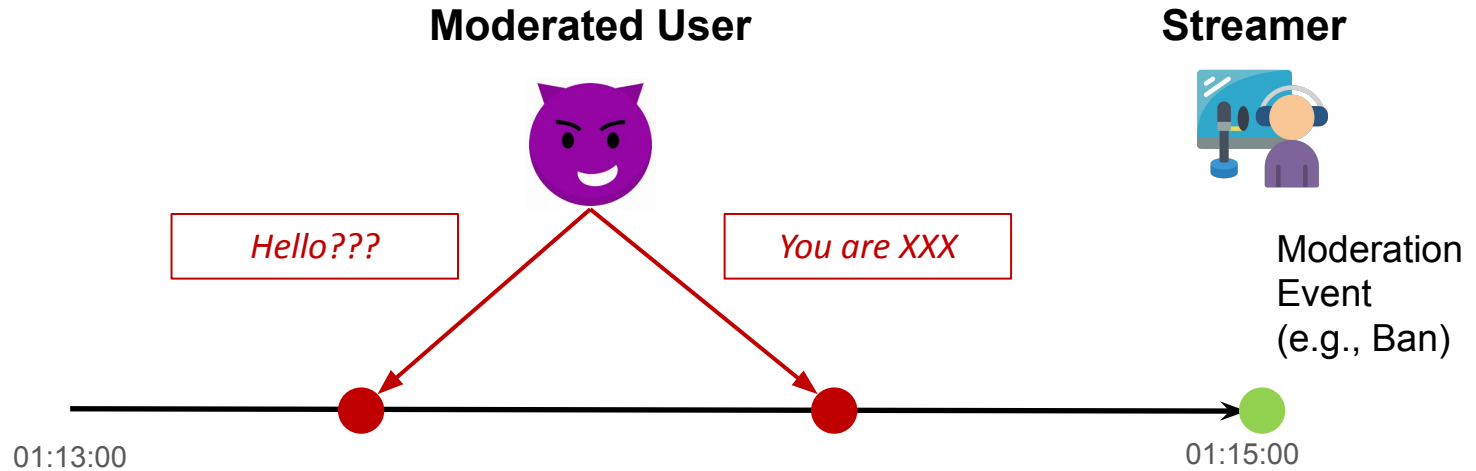 Moderated User
Streamer
Hello???
You are XXX
Moderation
Event
(e.g., Ban)
01:13:00
01:15:00